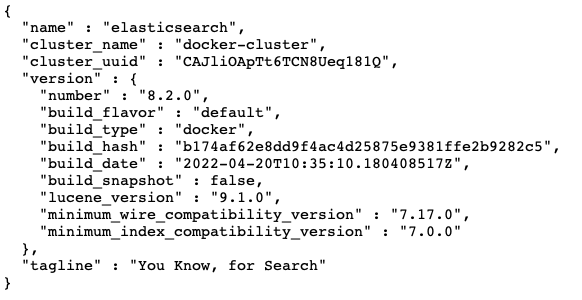 {
  "name" : "elasticsearch",
  "cluster_name" : "docker-cluster",
  "cluster_uuid" : "CAJliOApTt6TCN8Ueq181Q",
  "version" : {
    "number" : "8.2.0",
    "build_flavor" : "default",
    "build_type" : "docker",
    "build_hash" : "b174af62e8dd9f4ac4d25875e9381ffe2b9282c5",
    "build_date" : "2022-04-20T10:35:10.180408517Z",
    "build_snapshot" : false,
    "lucene_version" : "9.1.0",
    "minimum_wire_compatibility_version" : "7.17.0",
    "minimum_index_compatibility_version" : "7.0.0"
  },
  "tagline" : "You Know, for Search"
}